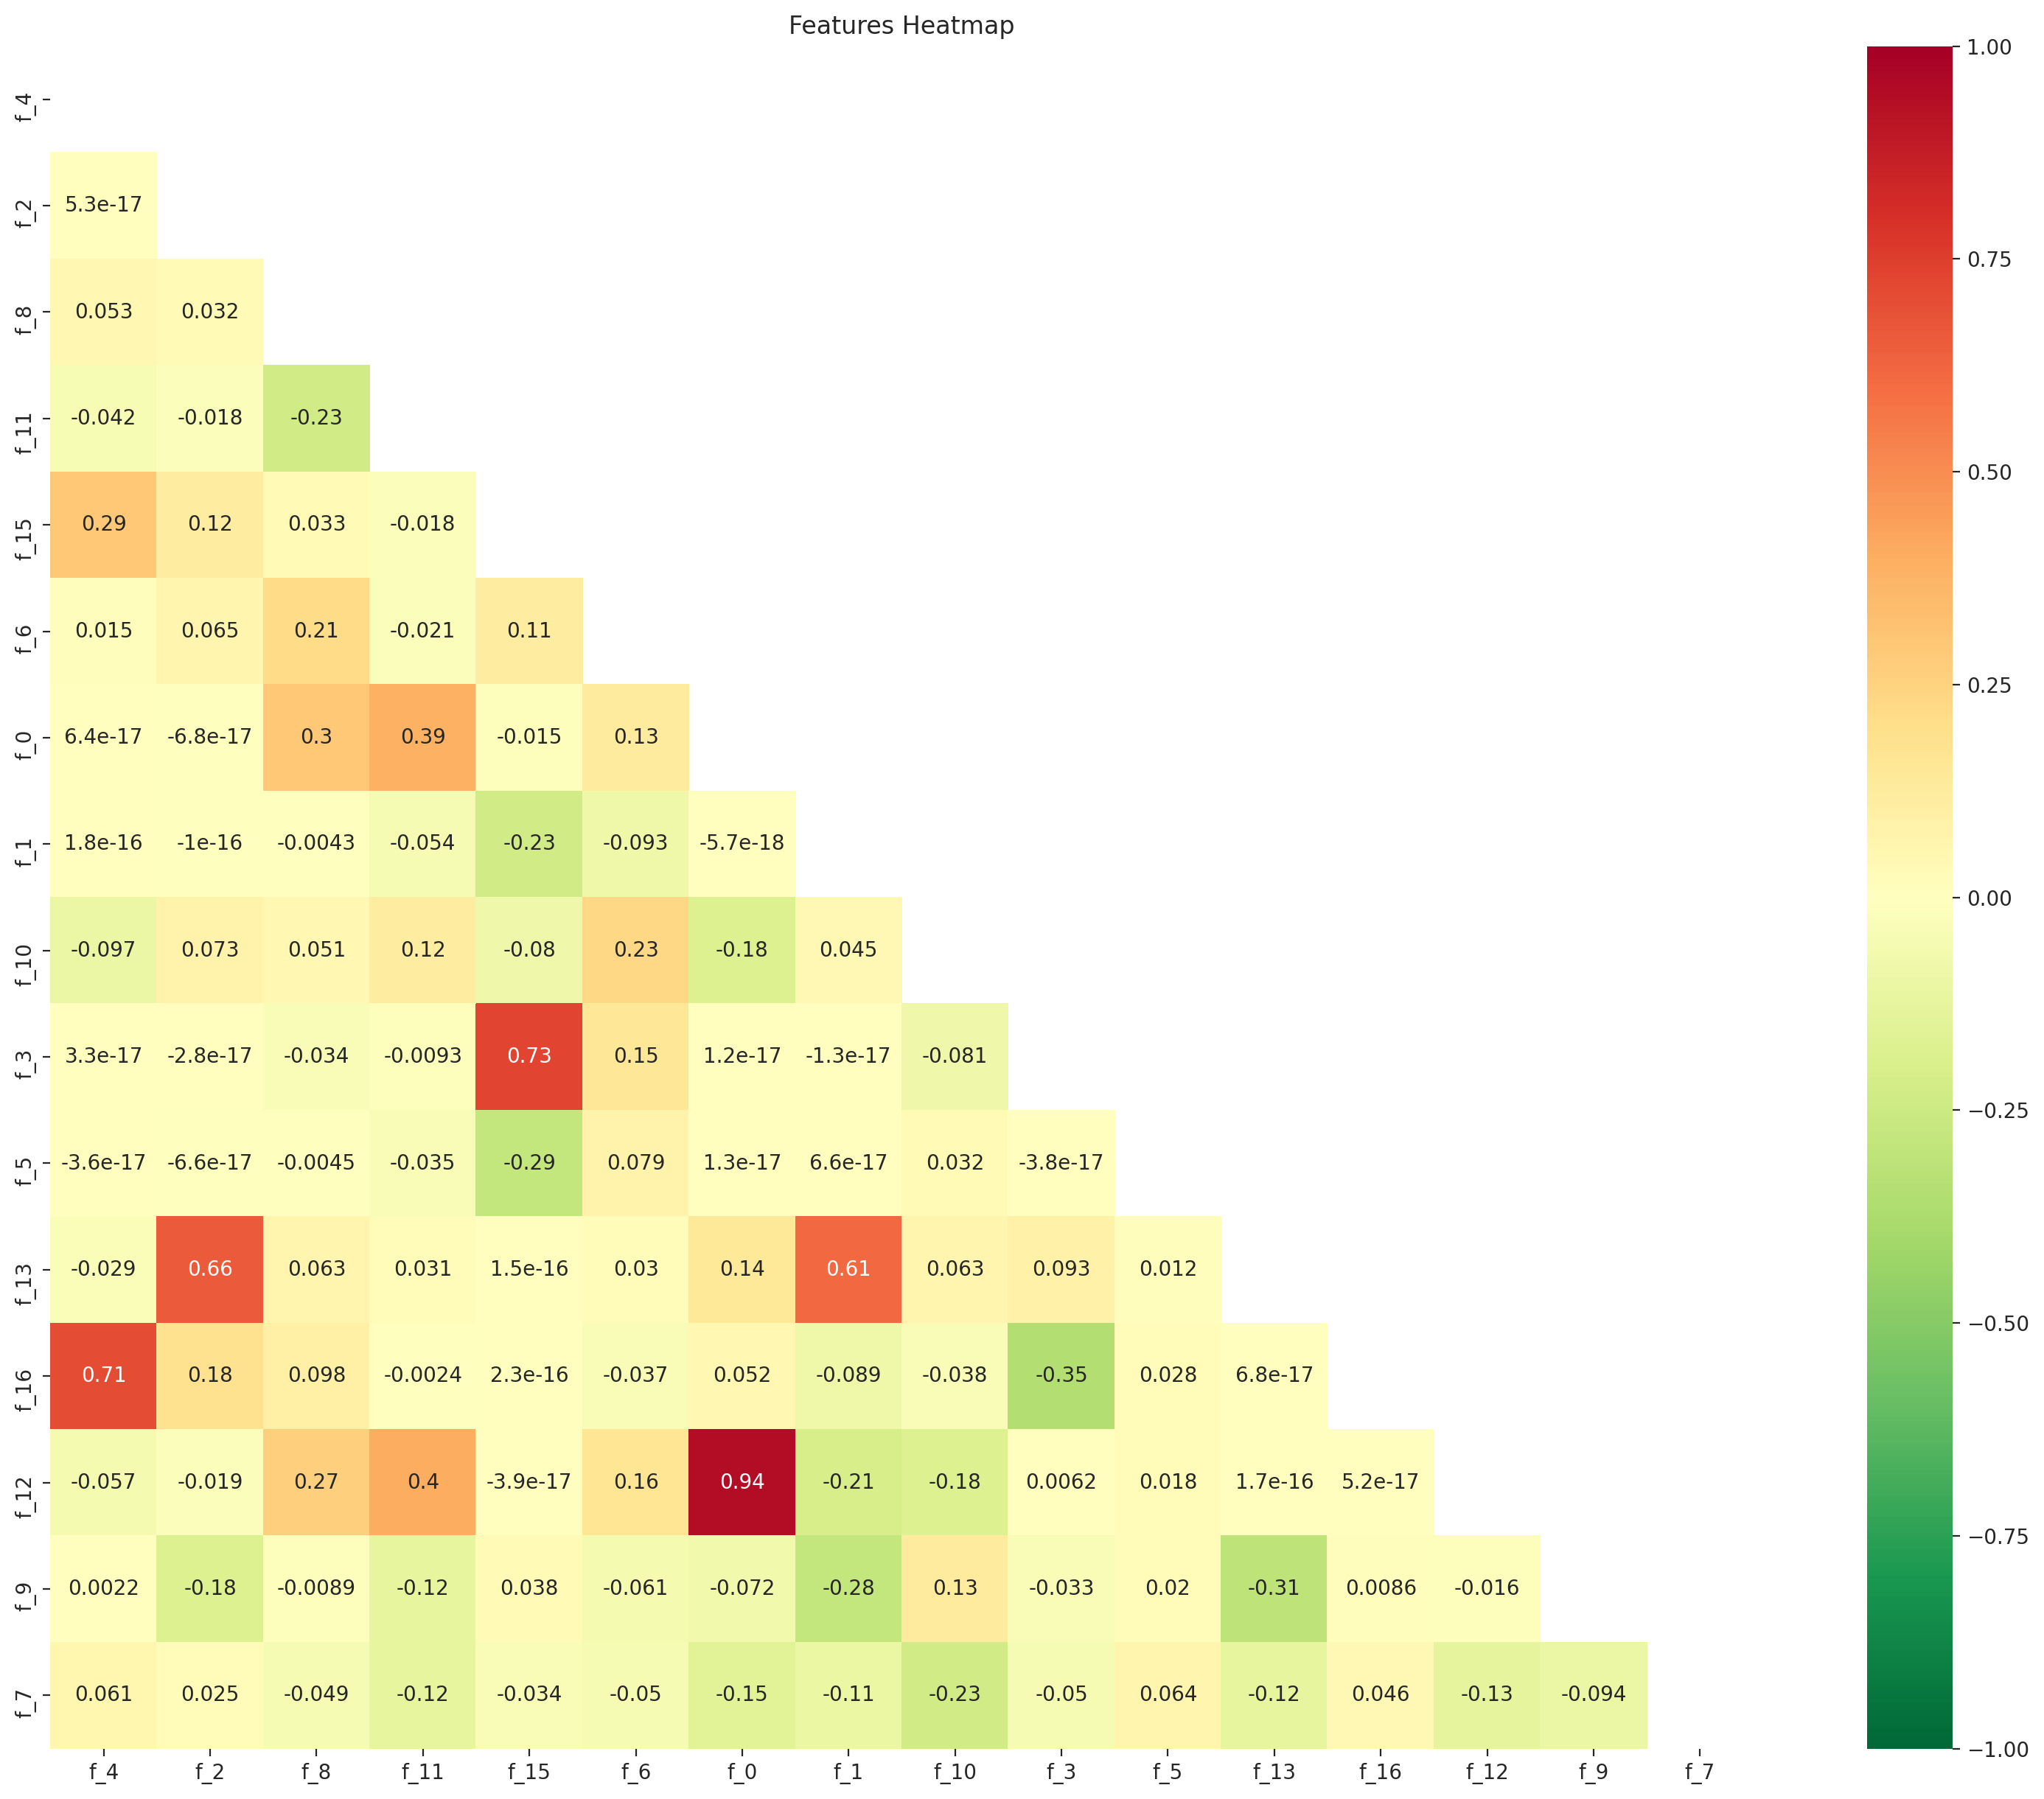 Features Heatmap
1.00
f_4
f_2 5.3e-17
0.75
f_8 0.053 0.032
f_11 -0.042 -0.018 -0.23
0.50
f_15 0.29 0.12 0.033 -0.018
f_6 0.015 0.065 0.21 -0.021 0.11
0.25
f_0 6.4e-17 -6.8e-17 0.3 0.39 -0.015 0.13
f_1 1.8e-16 -1e-16 -0.0043 -0.054 -0.23 -0.093 -5.7e-18
0.00
f_10 -0.097 0.073 0.051 0.12 -0.08 0.23 -0.18 0.045
f_3 3.3e-17 -2.8e-17 -0.034 -0.0093 0.73 0.15 1.2e-17 -1.3e-17 -0.081
−0.25
f_5 -3.6e-17 -6.6e-17 -0.0045 -0.035 -0.29 0.079 1.3e-17 6.6e-17 0.032 -3.8e-17
f_13 -0.029 0.66 0.063 0.031 1.5e-16 0.03 0.14 0.61 0.063 0.093 0.012
−0.50
f_16 0.71 0.18 0.098 -0.0024 2.3e-16 -0.037 0.052 -0.089 -0.038 -0.35 0.028 6.8e-17
f_12 -0.057 -0.019 0.27 0.4 -3.9e-17 0.16 0.94 -0.21 -0.18 0.0062 0.018 1.7e-16 5.2e-17
−0.75
f_9 0.0022 -0.18 -0.0089 -0.12 0.038 -0.061 -0.072 -0.28 0.13 -0.033 0.02 -0.31 0.0086 -0.016
f_7 0.061 0.025 -0.049 -0.12 -0.034 -0.05 -0.15 -0.11 -0.23 -0.05 0.064 -0.12 0.046 -0.13 -0.094
−1.00
f_4 f_2 f_8 f_11 f_15 f_6 f_0 f_1 f_10 f_3 f_5 f_13 f_16 f_12 f_9 f_7